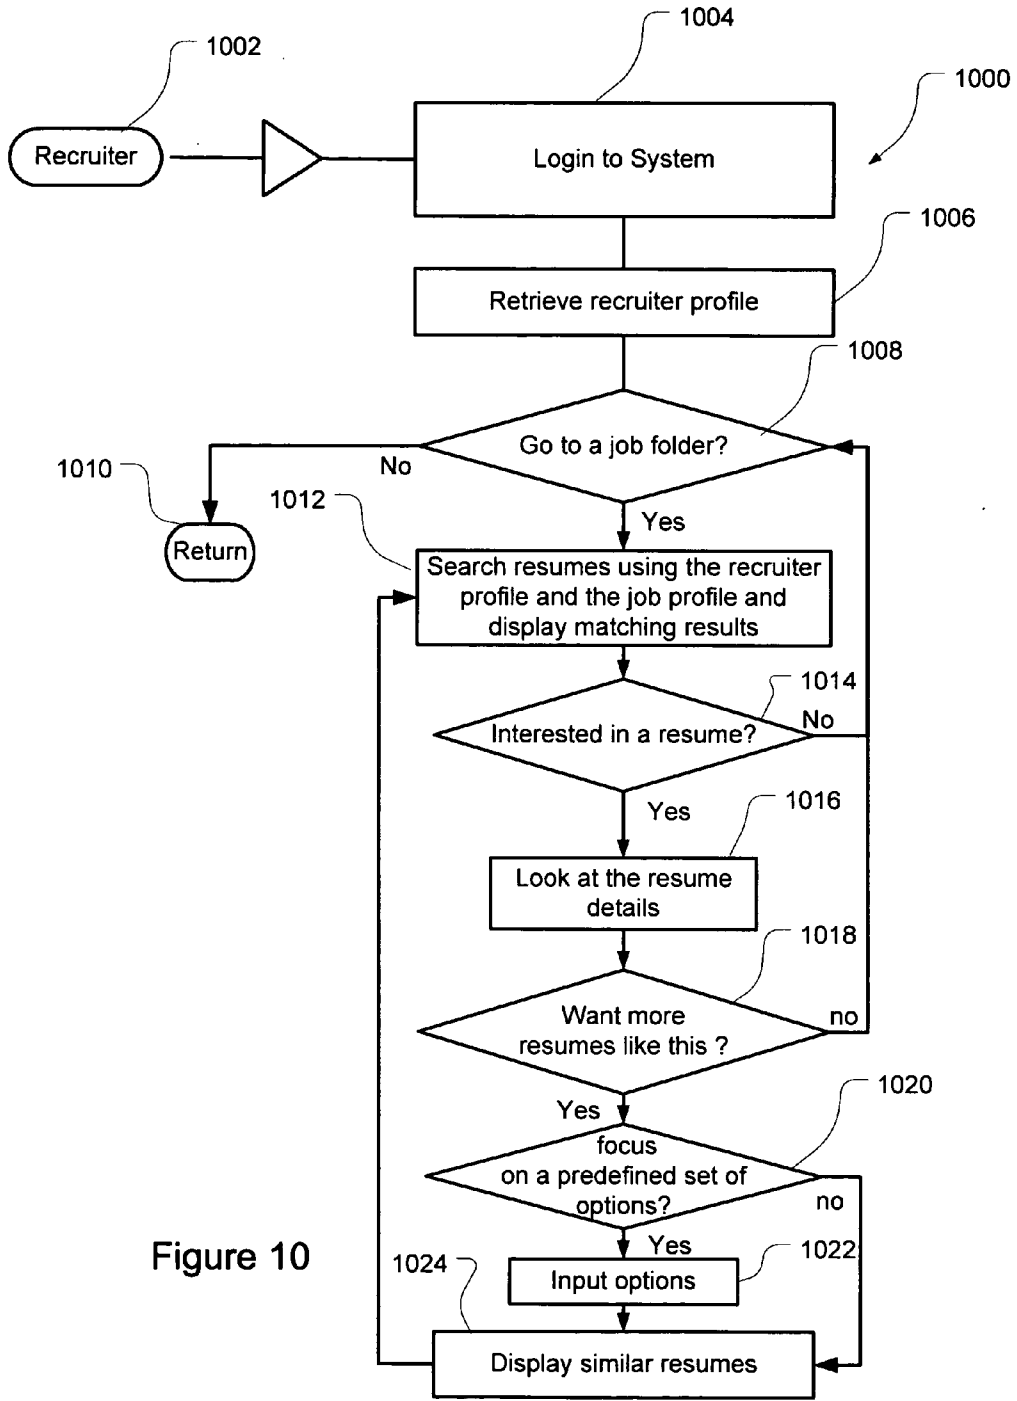 1002
1004
1000
Recruiter
Login to System
1006
Retrieve recruiter profile
1008
Go to a job folder?
No
1010
1012
Yes
Return
Search resumes using the recruiter
profile and the job profile and
display matching results
1014
No
Interested in a resume?
Yes
1016
Look at the resume
details
1018
Want more
resumes like this ?
no
1020
Yes
focus
on a predefined set of
options?
no
Figure 10
Yes
1022
1024
Input options
Display similar resumes